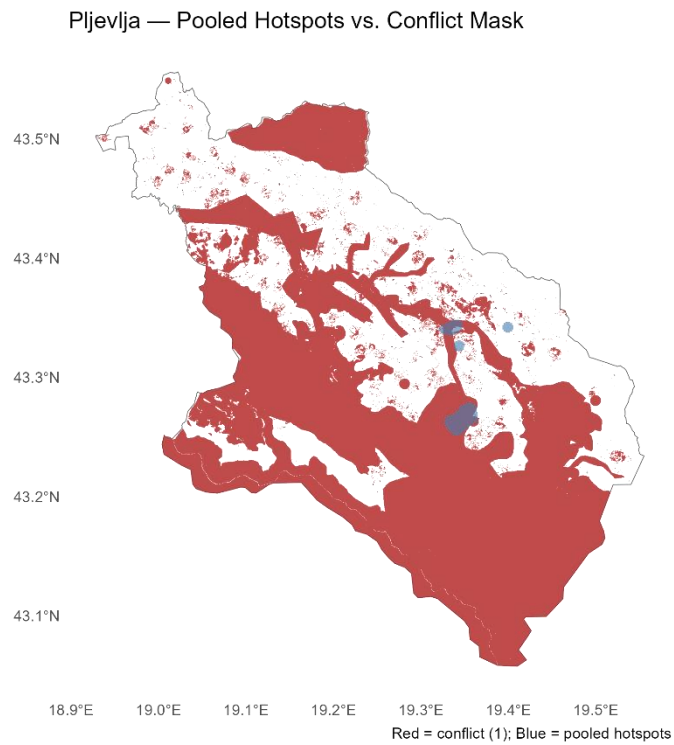 Pljevlja — Pooled Hotspots vs. Conflict Mask
43.5°N
43.4°N
43.3°N
43.2°N
43.1°N
18.9°E 19.0°E 19.1°E 19.2°E 19.3°E 19.4°E 19.5°E
Red = conflict (1); Blue = pooled hotspots